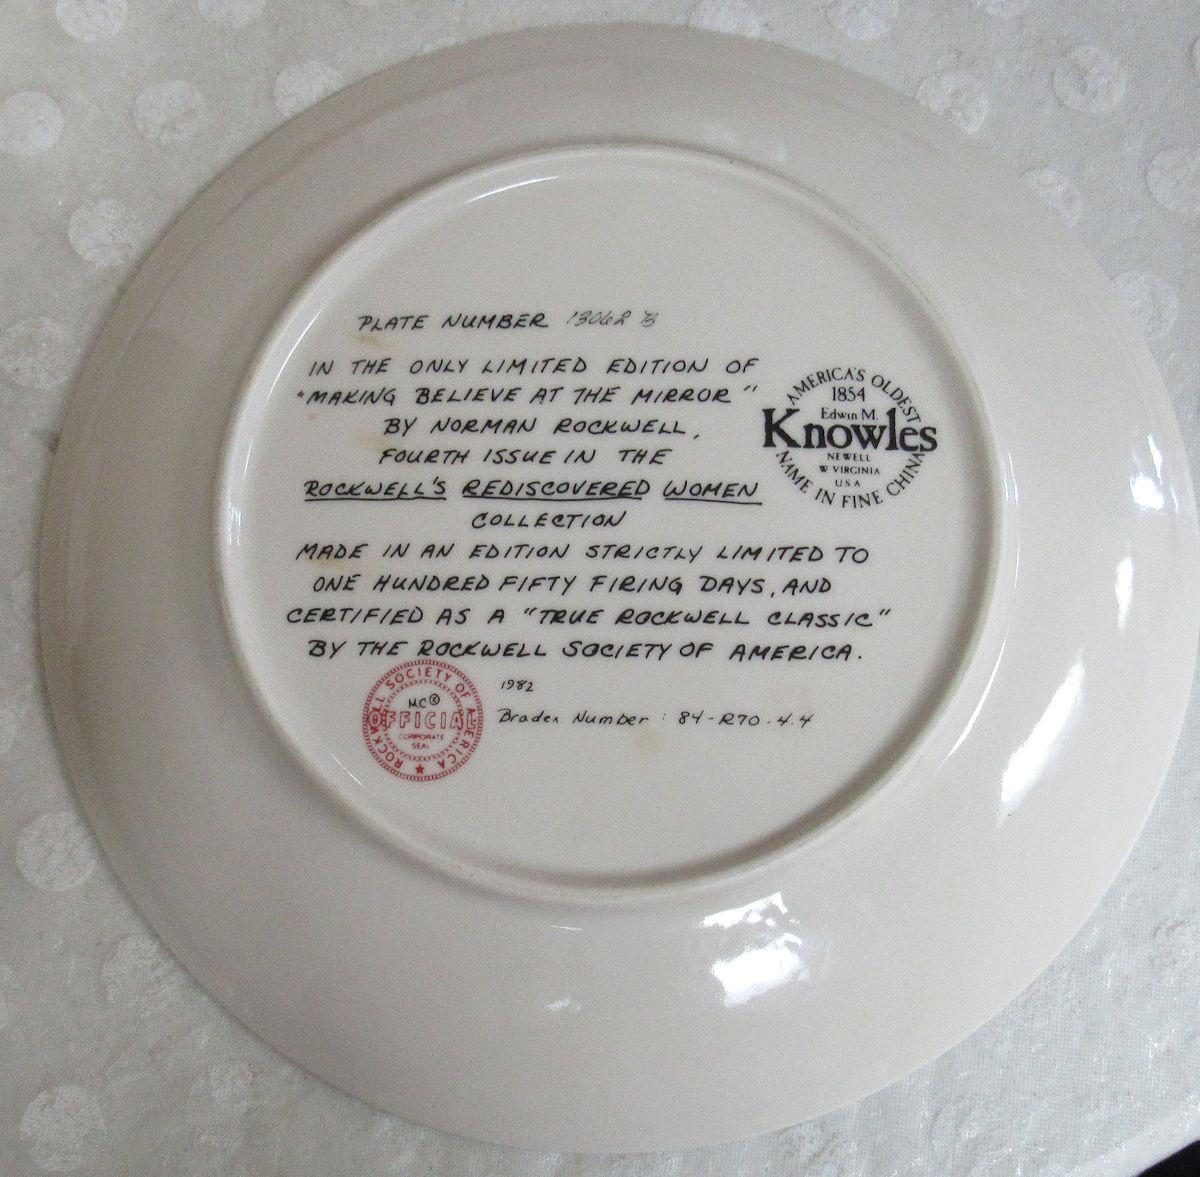 PLATE NUMBER 13062 B
IN THE ONLY LIMITED EDITION OF
"MAKING BELIEVE AT THE MIRROR"
BY NORMAN ROCKWELL,
FOURTH ISSUE IN THE
ROCKWELL'S REDISCOVERED WOMEN
COLLECTION
MADE IN AN EDITION STRICTLY LIMITED TO
ONE HUNDRED FIFTY FIRING DAYS, AND
CERTIFIED AS A "TRUE ROCKWELL CLASSIC"
BY THE ROCKWELL SOCIETY OF AMERICA.
AMERICA'S OLDEST
1854
Edwin M.
Knowles
NEWELL
W VIRGINIA
USA
NAME IN FINE CHINA
ROCKWELL SOCIETY OF AMERICA
MC©
OFFICIAL
CORPORATE
SEAL
1982
Bradex Number: 84-R70-4.4